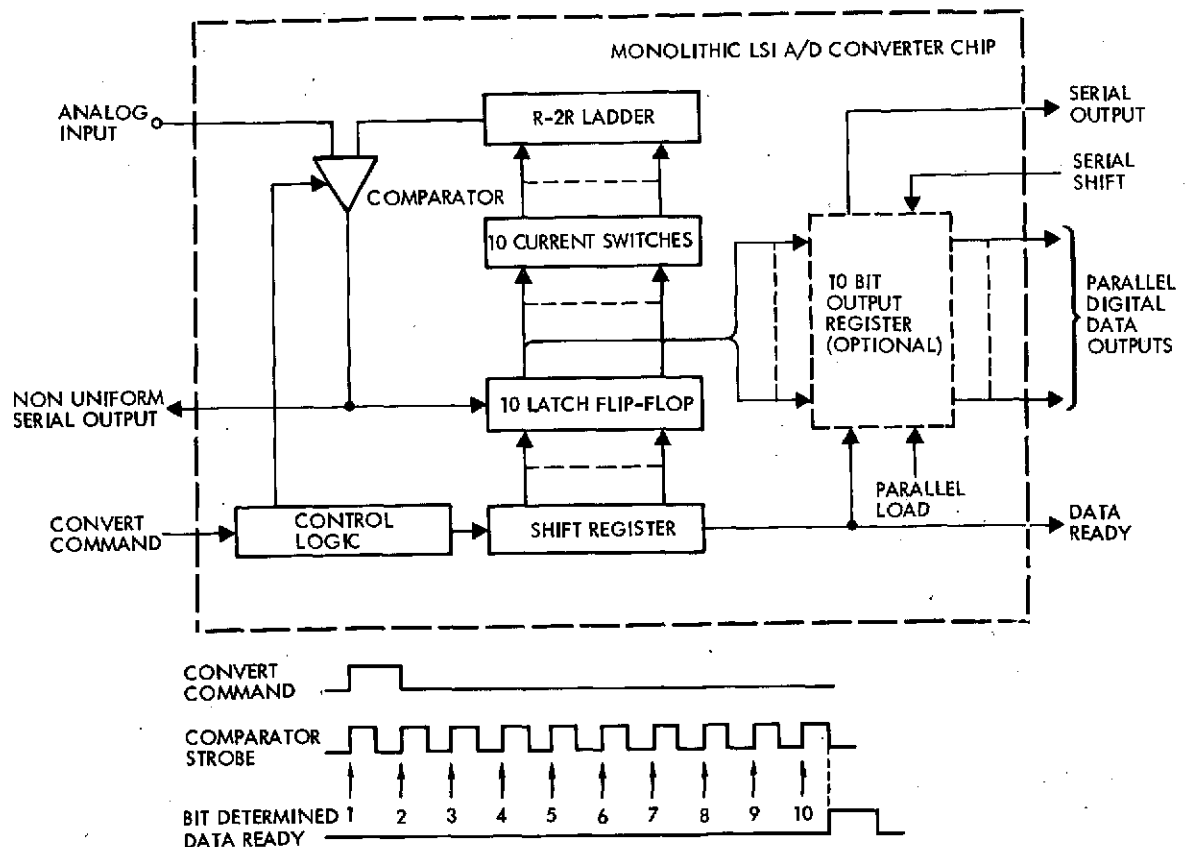 MONOLITHIC LSI A/D CONVERTER CHIP
ANALOG
INPUT
R-2R LADDER
SERIAL
OUTPUT
SERIAL
SHIFT
COMPARATOR
10 CURRENT SWITCHES
10 BIT
OUTPUT
REGISTER
(OPTIONAL)
PARALLEL
DIGITAL
DATA
OUTPUTS
NON UNIFORM
SERIAL OUTPUT
10 LATCH FLIP-FLOP
PARALLEL
LOAD
CONVERT
COMMAND
CONTROL
LOGIC
SHIFT REGISTER
DATA
READY
CONVERT
COMMAND
COMPARATOR
STROBE
BIT DETERMINED 1 2 3 4 5 6 7 8 9 10
DATA READY